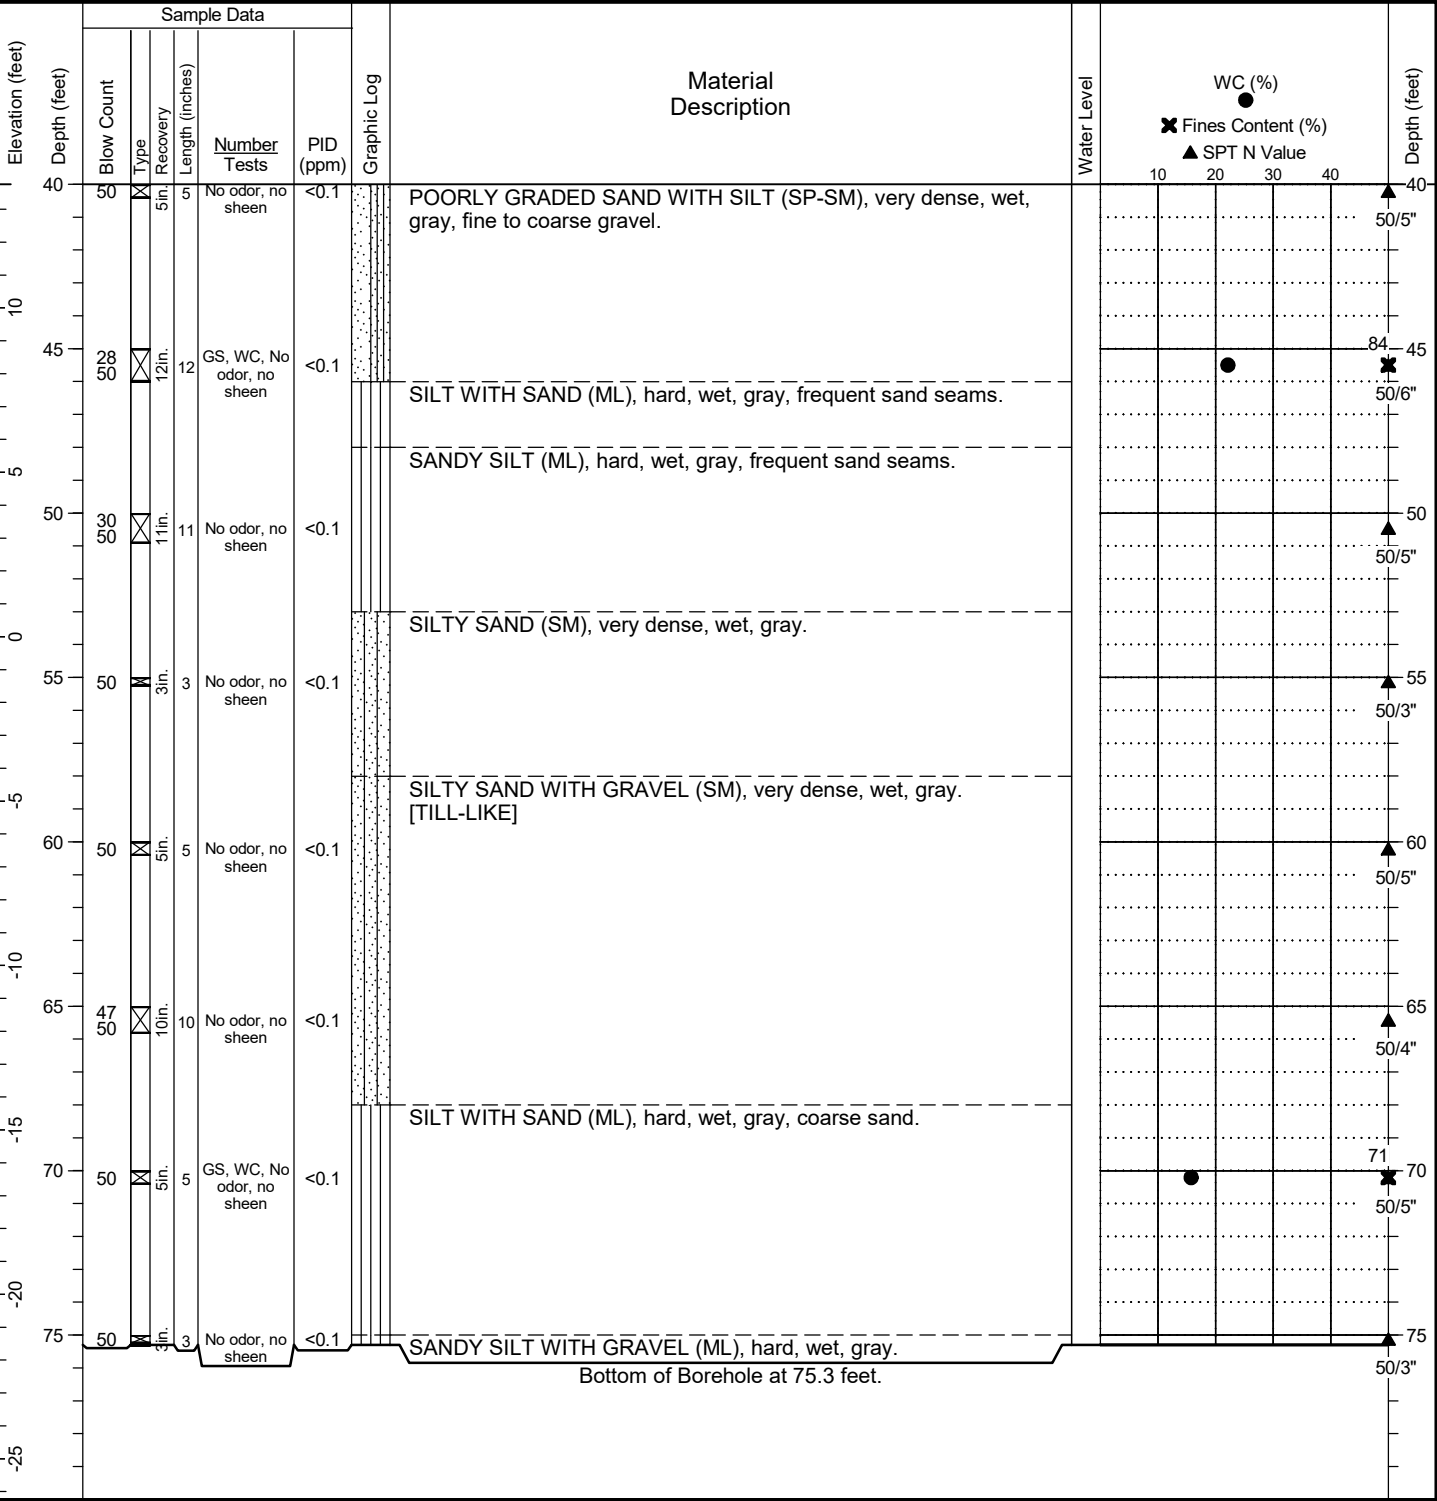 Sample Data
Elevation (feet)
Depth (feet)
Blow Count
Type
Recovery
Length (inches)
Number
Tests
PID
(ppm)
Graphic Log
Material
Description
Water Level
WC (%)
Fines Content (%)
SPT N Value
10 20 30 40
Depth (feet)
40 50 5in. 5 No odor, no <0.1 POORLY GRADED SAND WITH SILT (SP-SM), very dense, wet, 40
sheen gray, fine to coarse gravel. 50/5"
10
84
45 28 12in. 12 GS, WC, No <0.1 45
50 odor, no
sheen 50/6"
SILT WITH SAND (ML), hard, wet, gray, frequent sand seams.
5 SANDY SILT (ML), hard, wet, gray, frequent sand seams.
50 30 11in. 11 No odor, no <0.1 50
50 sheen 50/5"
0 SILTY SAND (SM), very dense, wet, gray.
55 50 3in. 3 No odor, no <0.1 55
sheen 50/3"
-5 SILTY SAND WITH GRAVEL (SM), very dense, wet, gray.
[TILL-LIKE]
60 50 5in. 5 No odor, no <0.1 60
sheen 50/5"
-10
65 47 10in. 10 No odor, no <0.1 65
50 sheen 50/4"
-15 SILT WITH SAND (ML), hard, wet, gray, coarse sand.
71
70 50 5in. 5 GS, WC, No <0.1 70
odor, no
sheen 50/5"
-20
75 50 3in. 3 No odor, no <0.1 75
sheen SANDY SILT WITH GRAVEL (ML), hard, wet, gray. 50/3"
Bottom of Borehole at 75.3 feet.
-25